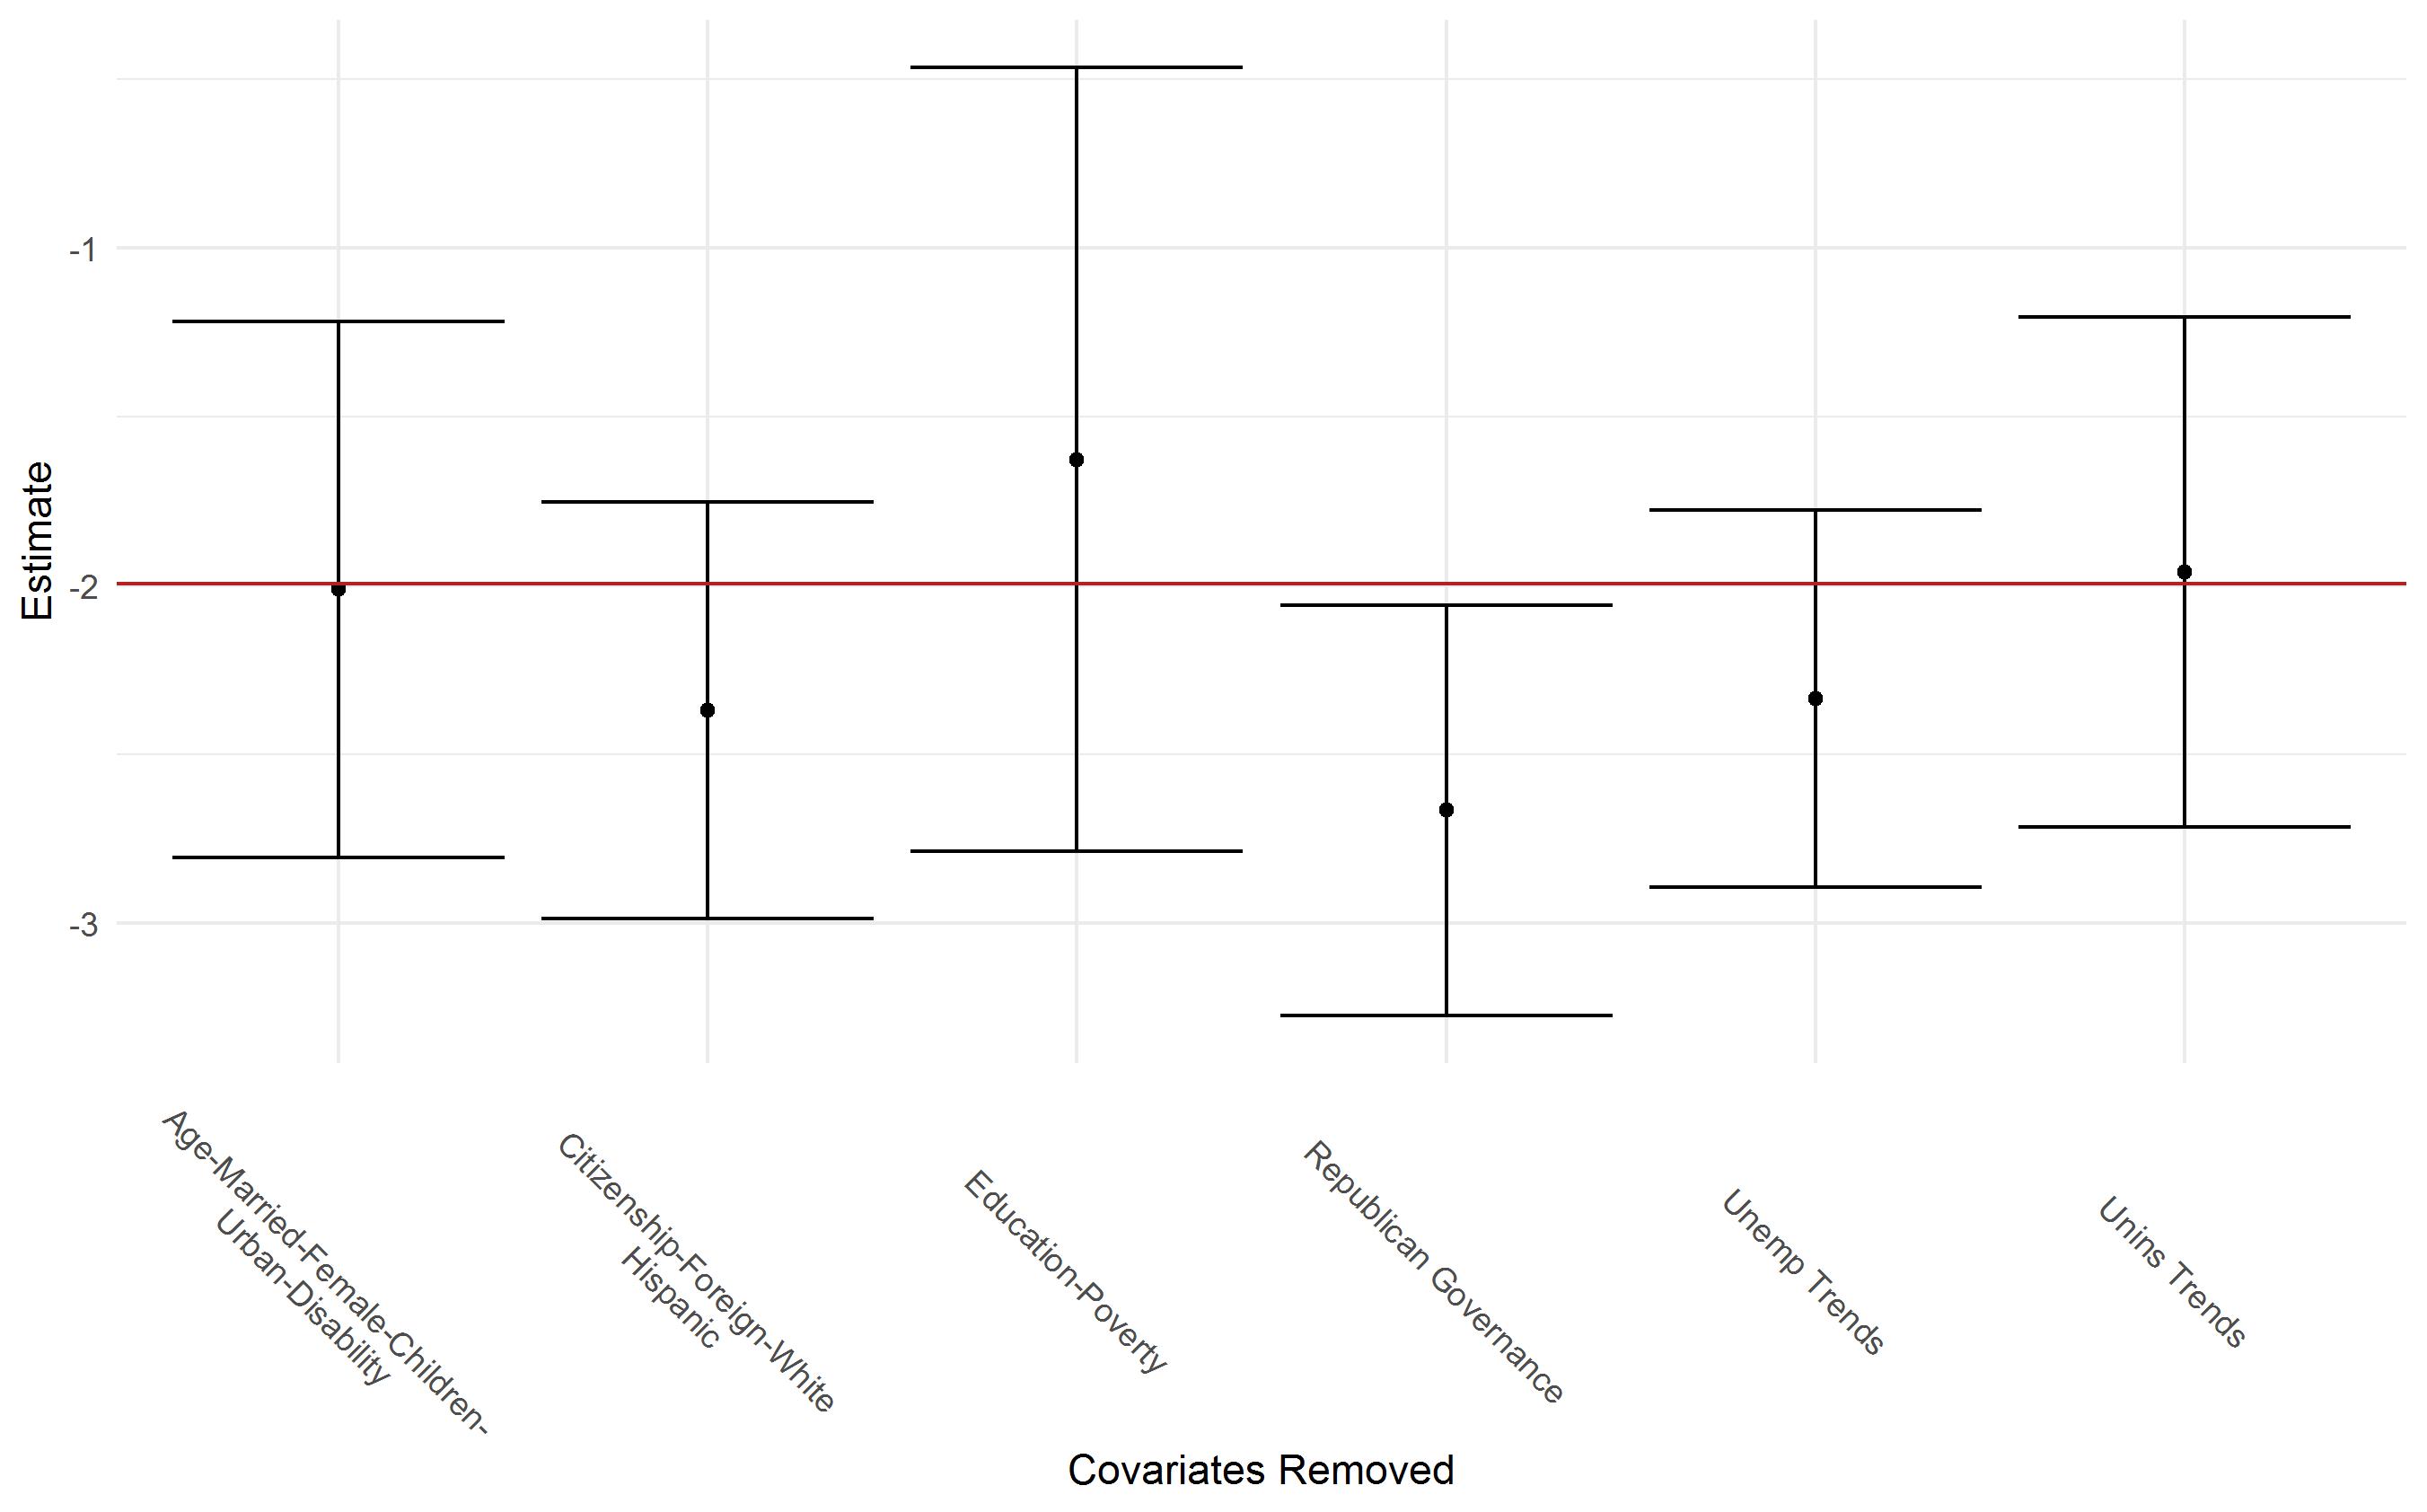 Estimate
-1
-2
-3
Age-Married-Female-Children-
Urban-Disability
Citizenship-Foreign-White
Hispanic
Education-Poverty
Republican Governance
Unemp Trends
Unins Trends
Covariates Removed